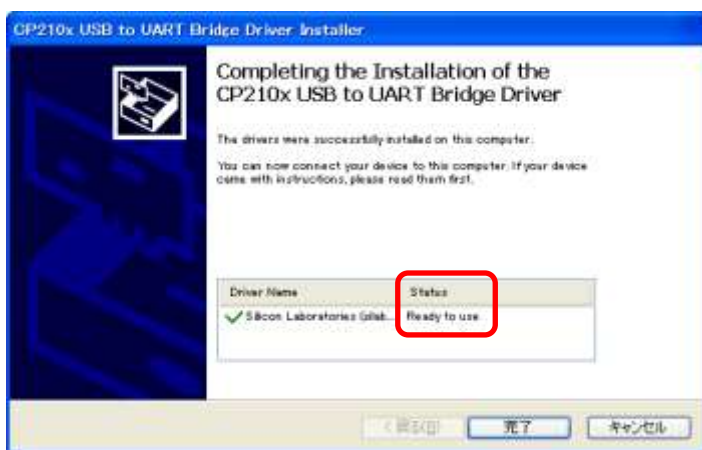 CP210x USB to UART Bridge Driver Installer
Completing the Installation of the
CP210x USB to UART Bridge Driver
The drivers were successfully installed on this computer.
You can now connect your device to this computer. If your device
came with instructions, please read them first.
Driver Name Status
Silicon Laboratories (silab... Ready to use
< 戻る(B) 完了 キャンセル